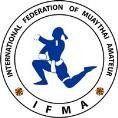 INTERNATIONAL FEDERATION OF MUAYTHAI AMATEUR
IFMA